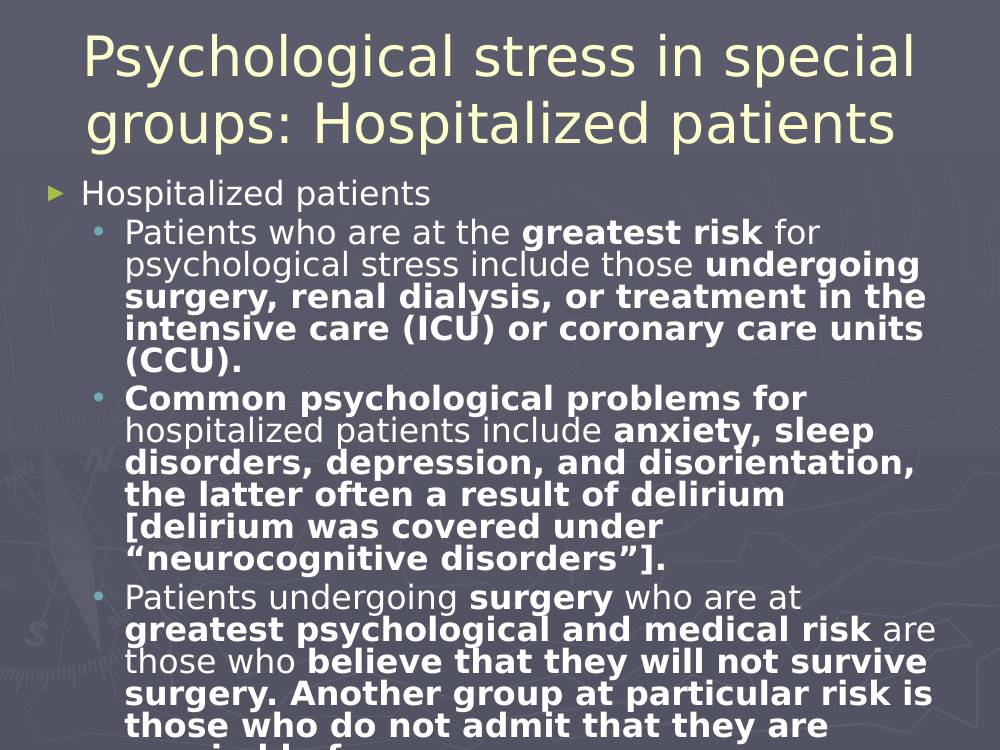 Psychological stress in special
groups: Hospitalized patients
► Hospitalized patients
• Patients who are at the greatest risk for
psychological stress include those undergoing
surgery, renal dialysis, or treatment in the
intensive care (ICU) or coronary care units
(CCU).
• Common psychological problems for
hospitalized patients include anxiety, sleep
disorders, depression, and disorientation,
the latter often a result of delirium
[delirium was covered under
“neurocognitive disorders”].
• Patients undergoing surgery who are at
greatest psychological and medical risk are
those who believe that they will not survive
surgery. Another group at particular risk is
those who do not admit that they are